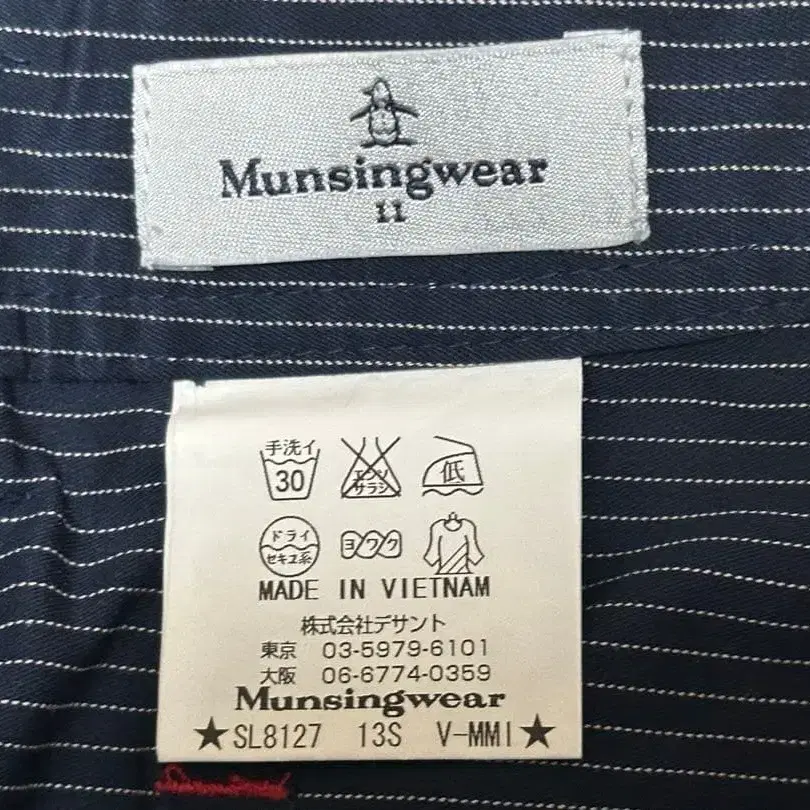 Munsingwear
11
手洗イ
30
エンソ
サラシ
低
ドライ
セキユ系
ヨワク
MADE IN VIETNAM
株式会社デサント
東京 03-5979-6101
大阪 06-6774-0359
Munsingwear
★SL8127 13S V-MMI★